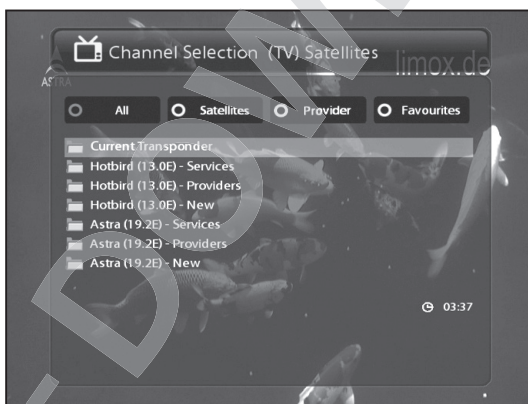 Channel Selection (TV) Satellites
limox.de
ASTRA
All Satellites Provider Favourites
Current Transponder
Hotbird (13.0E) - Services
Hotbird (13.0E) - Providers
Hotbird (13.0E) - New
Astra (19.2E) - Services
Astra (19.2E) - Providers
Astra (19.2E) - New
03:37